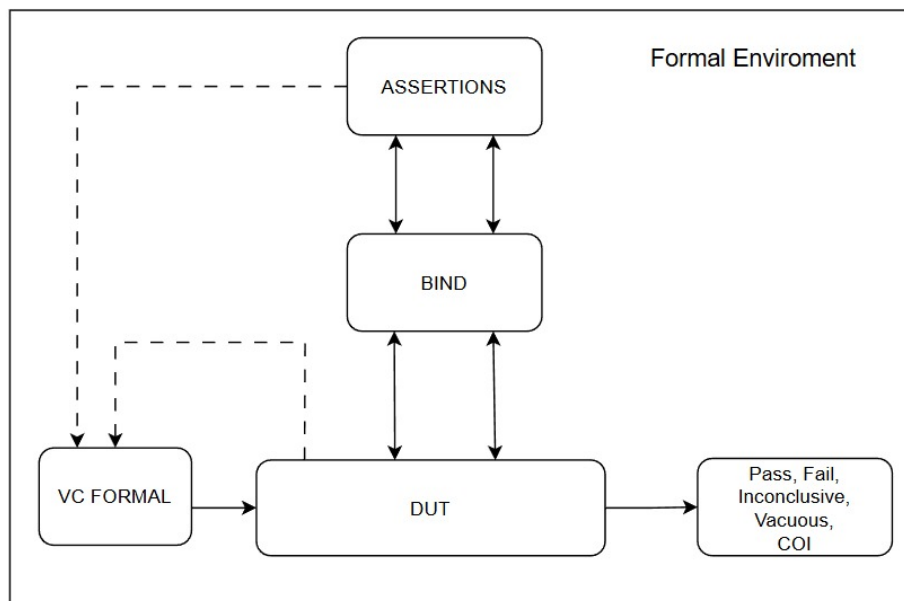 Formal Enviroment
ASSERTIONS
BIND
VC FORMAL
DUT
Pass, Fail,
Inconclusive,
Vacuous,
COI